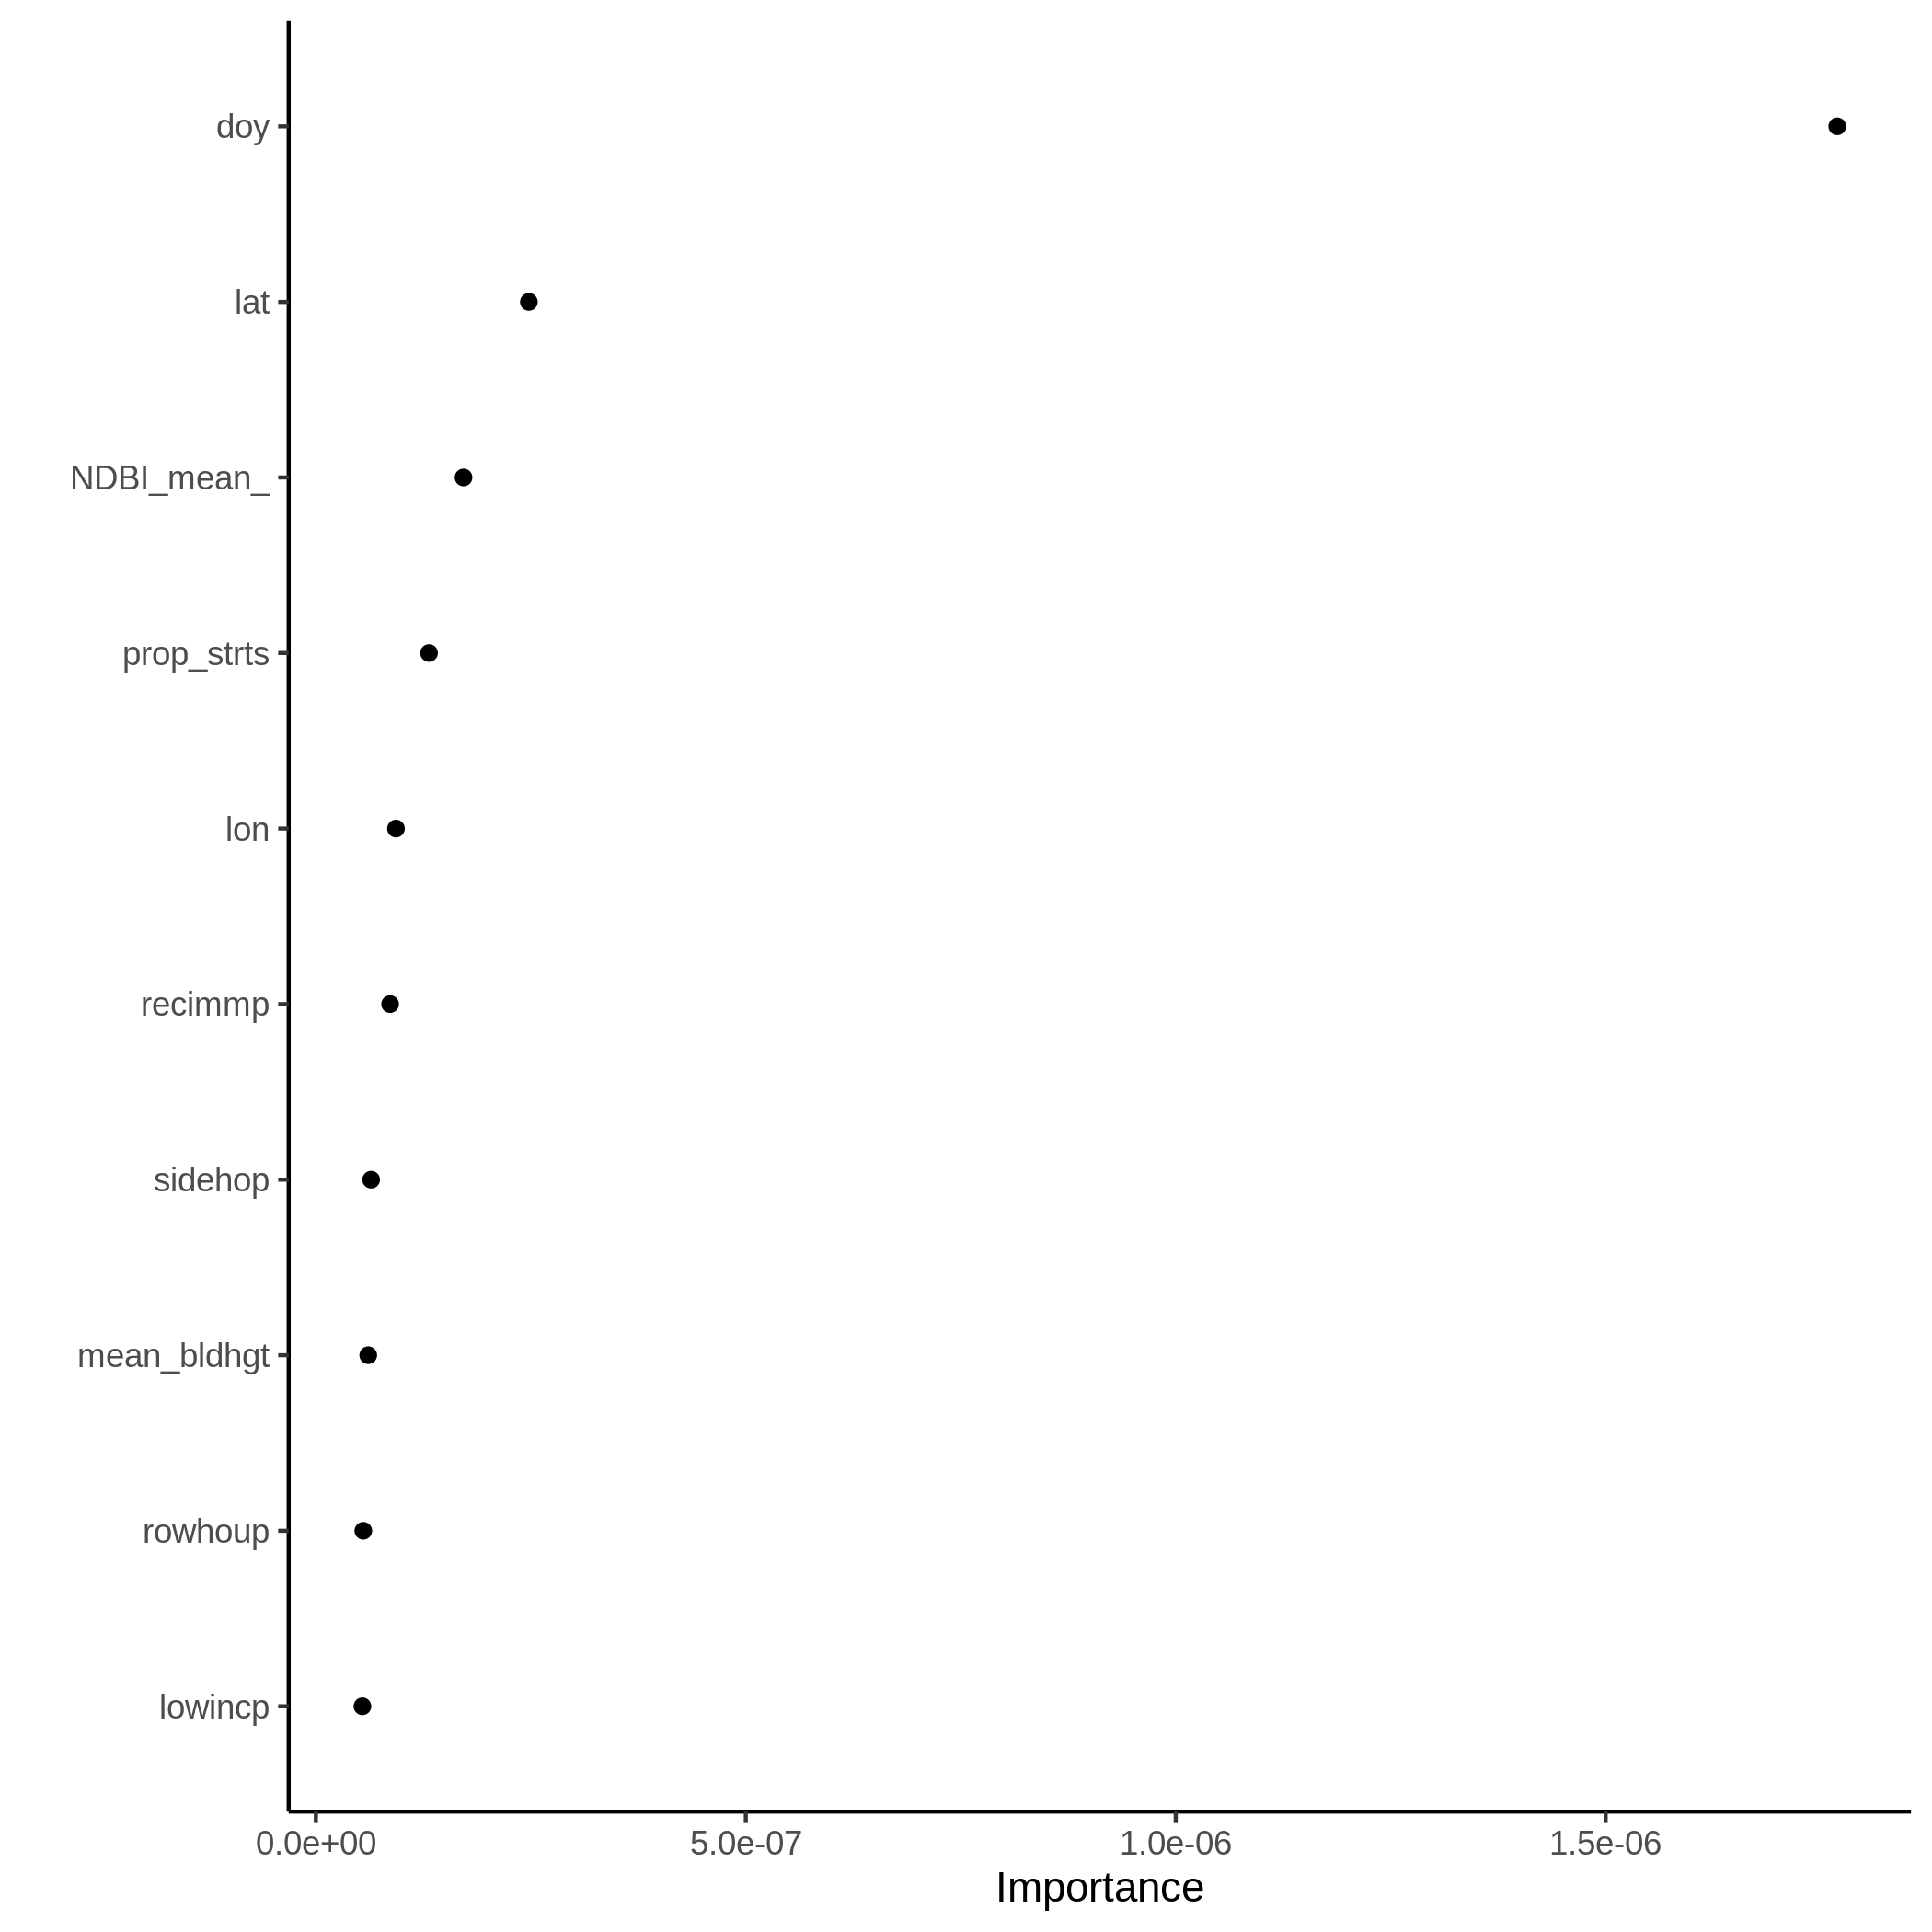 doy
lat
NDBI_mean_
prop_strts
lon
recimmp
sidehop
mean_bldhgt
rowhoup
lowincp
0.0e+00 5.0e-07 1.0e-06 1.5e-06
Importance